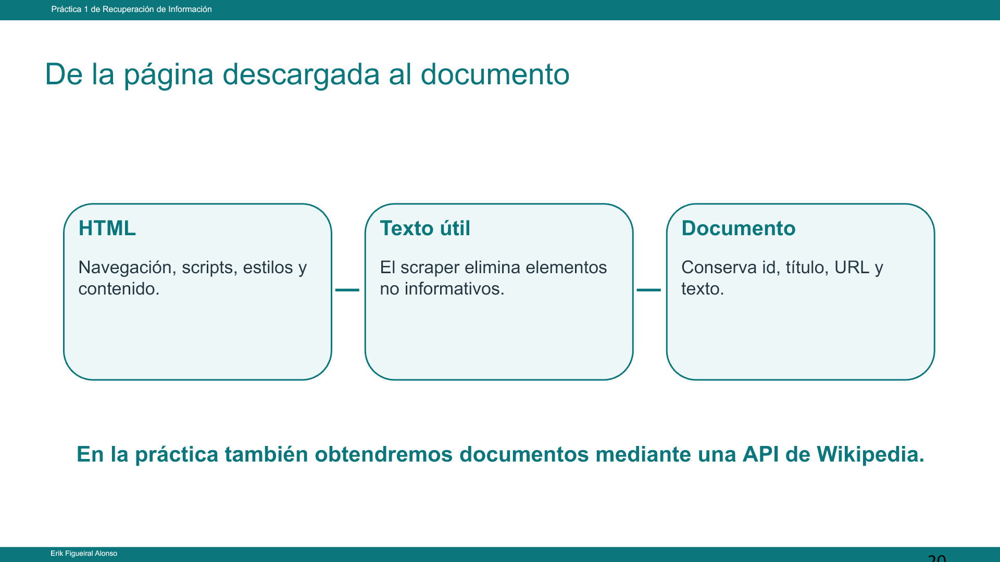 Práctica 1 de Recuperación de Información
De la página descargada al documento
HTML
Navegación, scripts, estilos y
contenido.
Texto útil
El scraper elimina elementos
no informativos.
Documento
Conserva id, título, URL y
texto.
En la práctica también obtendremos documentos mediante una API de Wikipedia.
Erik Figueiral Alonso
20